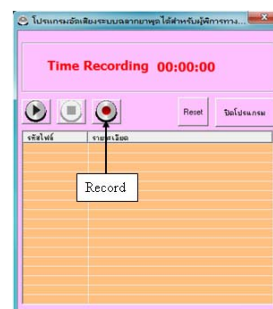 โปรแกรมอัดเสียงระบบฉลากยาพูดได้สำหรับผู้พิการทาง...
Time Recording 00:00:00
Reset ปิดโปรแกรม
รหัสไฟล์ รายละเอียด
Record